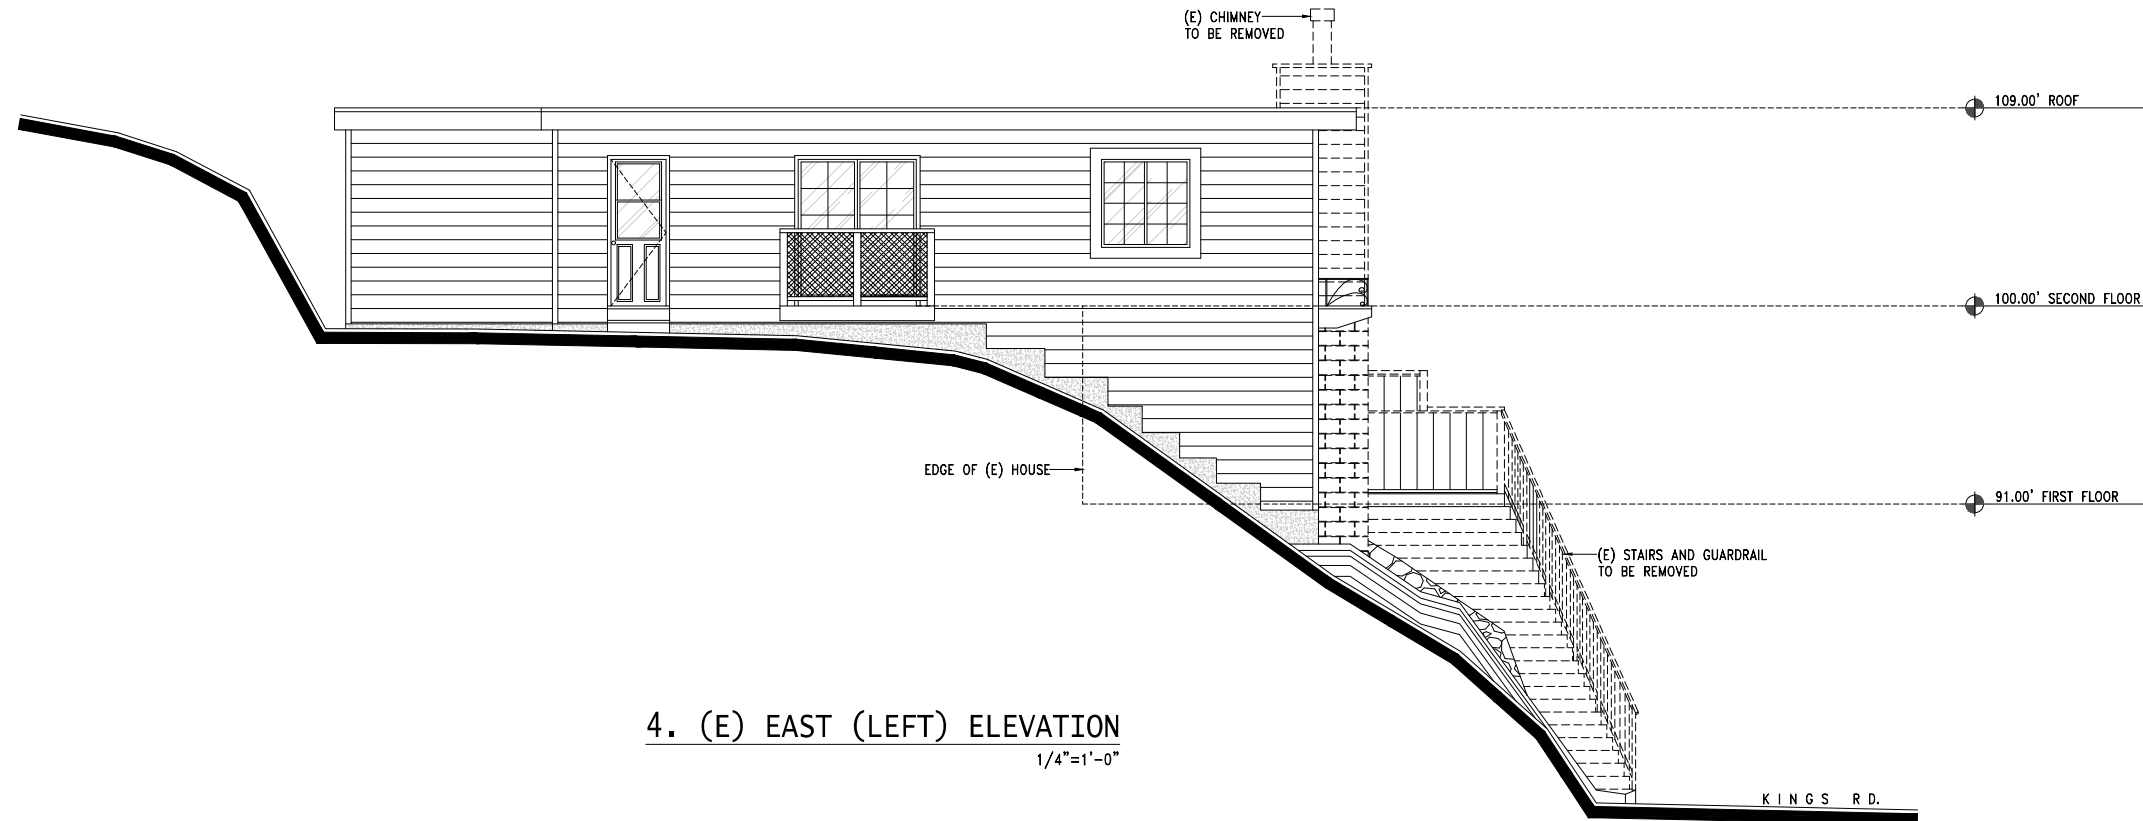 (E) CHIMNEY
TO BE REMOVED
109.00' ROOF
100.00' SECOND FLOOR
EDGE OF (E) HOUSE
91.00' FIRST FLOOR
(E) STAIRS AND GUARDRAIL
TO BE REMOVED
4. (E) EAST (LEFT) ELEVATION
1/4"=1'-0"
KINGS RD.